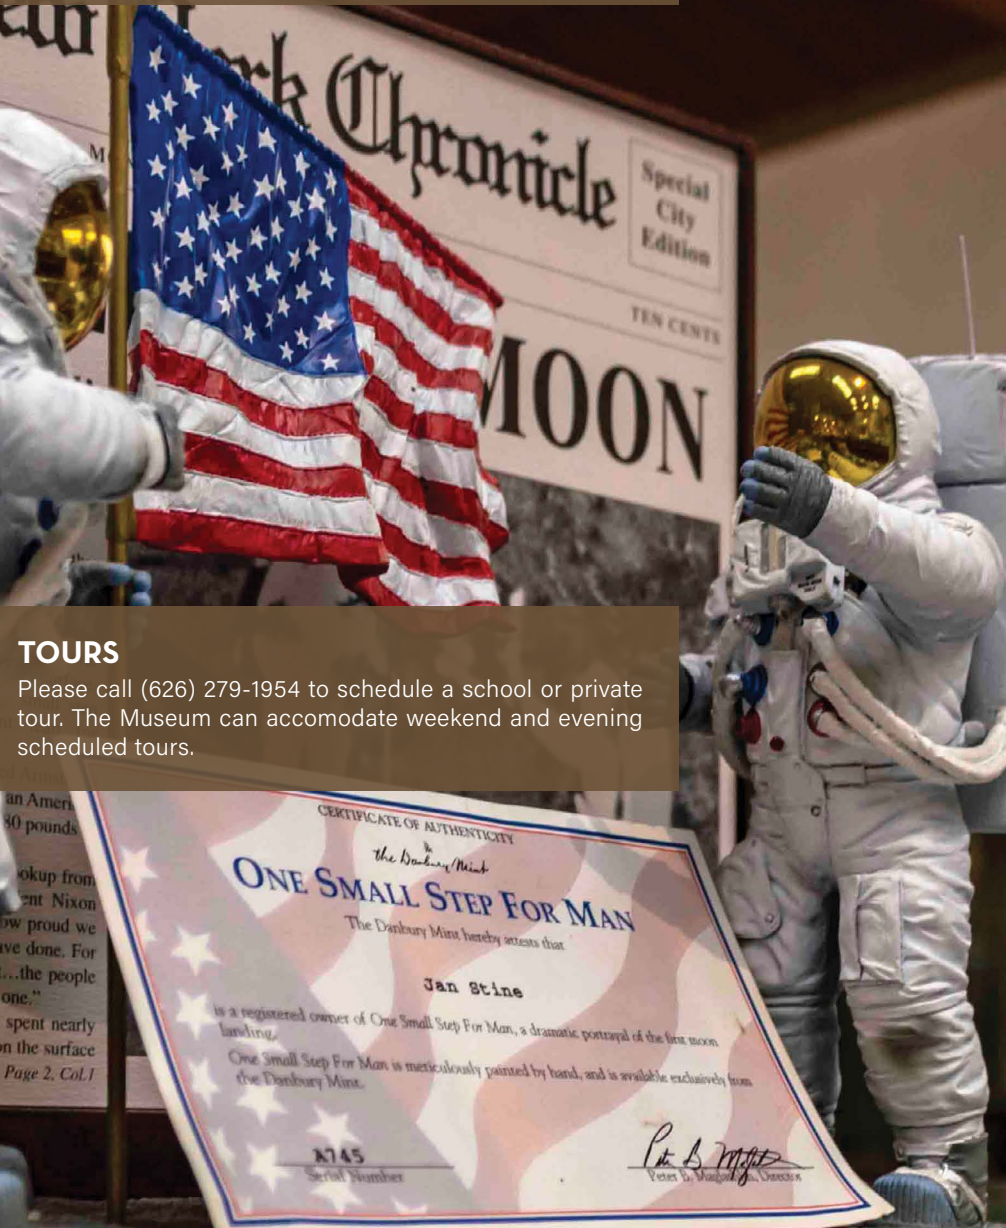 rk Chronicle
Special
City
Edition
TEN CENTS
MOON
TOURS
Please call (626) 279-1954 to schedule a school or private
tour. The Museum can accomodate weekend and evening
scheduled tours.
an Ameri
80 pounds
ookup from
ent Nixon
ow proud we
ave done. For
...the people
one."
spent nearly
on the surface
Page 2, Col.1
CERTIFICATE OF AUTHENTICITY
the Danbury Mint
ONE SMALL STEP FOR MAN
The Danbury Mint hereby attests that
Jan Stine
is a registered owner of One Small Step For Man, a dramatic portrayal of the first moon
landing.
One Small Step For Man is meticulously painted by hand, and is available exclusively from
the Danbury Mint.
A745
Serial Number
Peter B.
Director